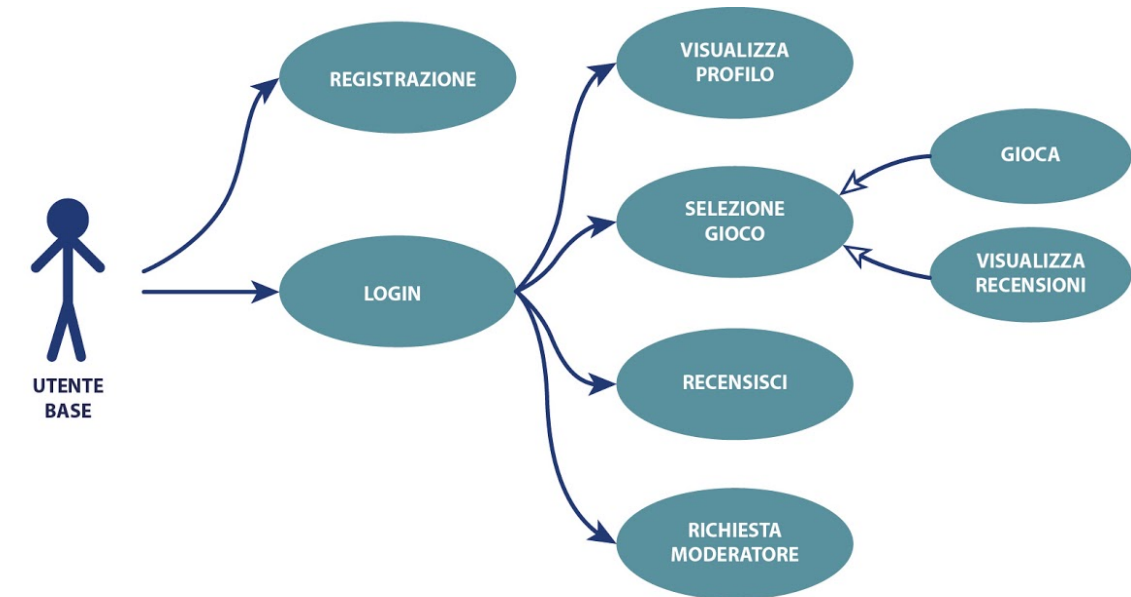 REGISTRAZIONE
VISUALIZZA
PROFILO
GIOCA
SELEZIONE
GIOCO
VISUALIZZA
RECENSIONI
LOGIN
UTENTE
BASE
RECENSISCI
RICHIESTA
MODERATORE